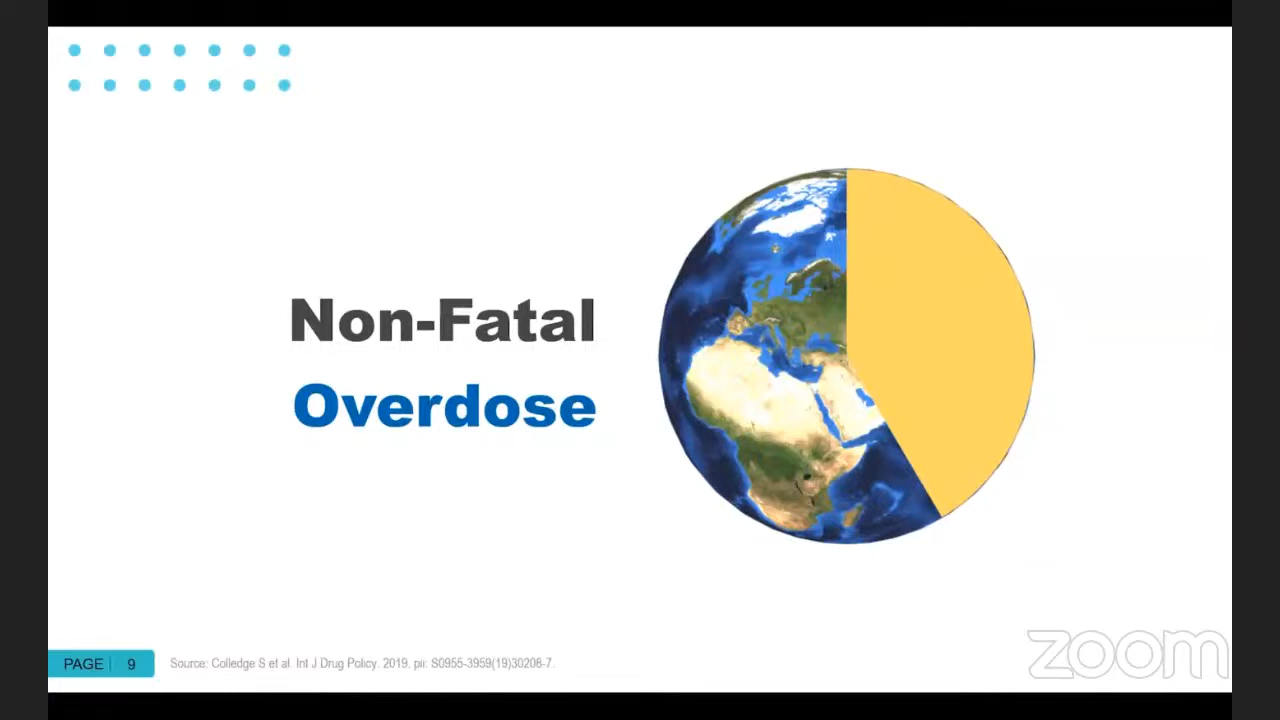 Non-Fatal
Overdose
PAGE 9
Source: Colledge S et al. Int J Drug Policy. 2019. pii: S0955-3959(19)30208-7.
zoom